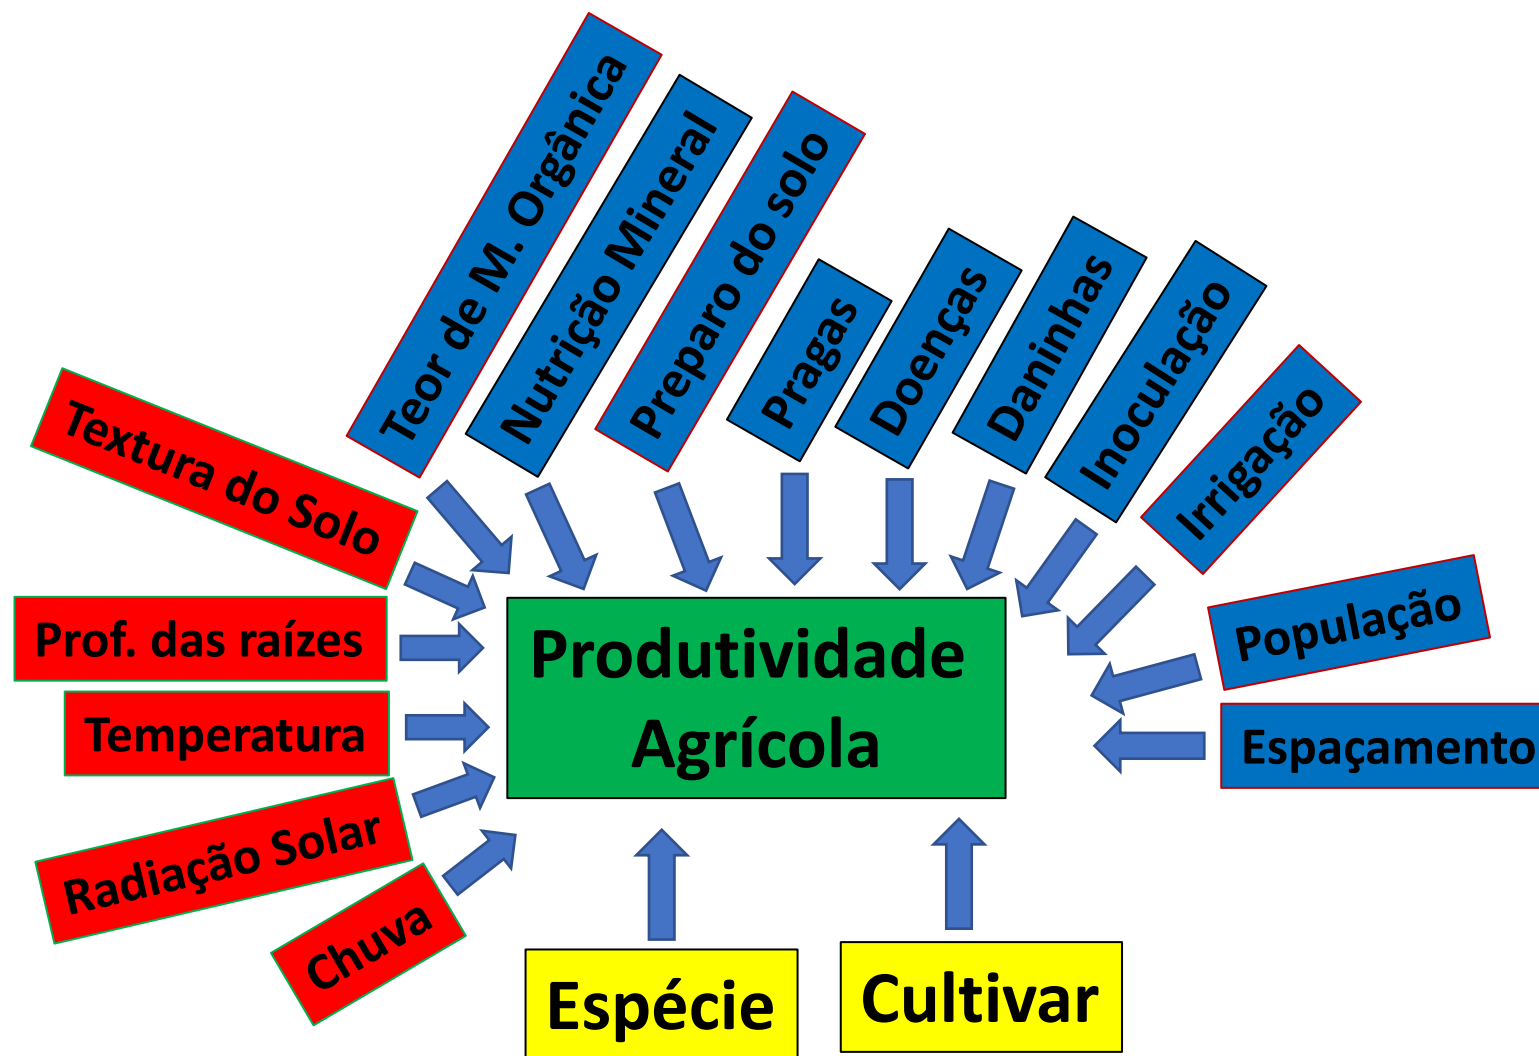 Teor de M. Orgânica
Nutrição Mineral
Preparo do solo
Pragas
Doenças
Daninhas
Inoculação
Irrigação
População
Espaçamento
Textura do Solo
Prof. das raízes
Temperatura
Radiação Solar
Chuva
Produtividade
Agrícola
Espécie
Cultivar